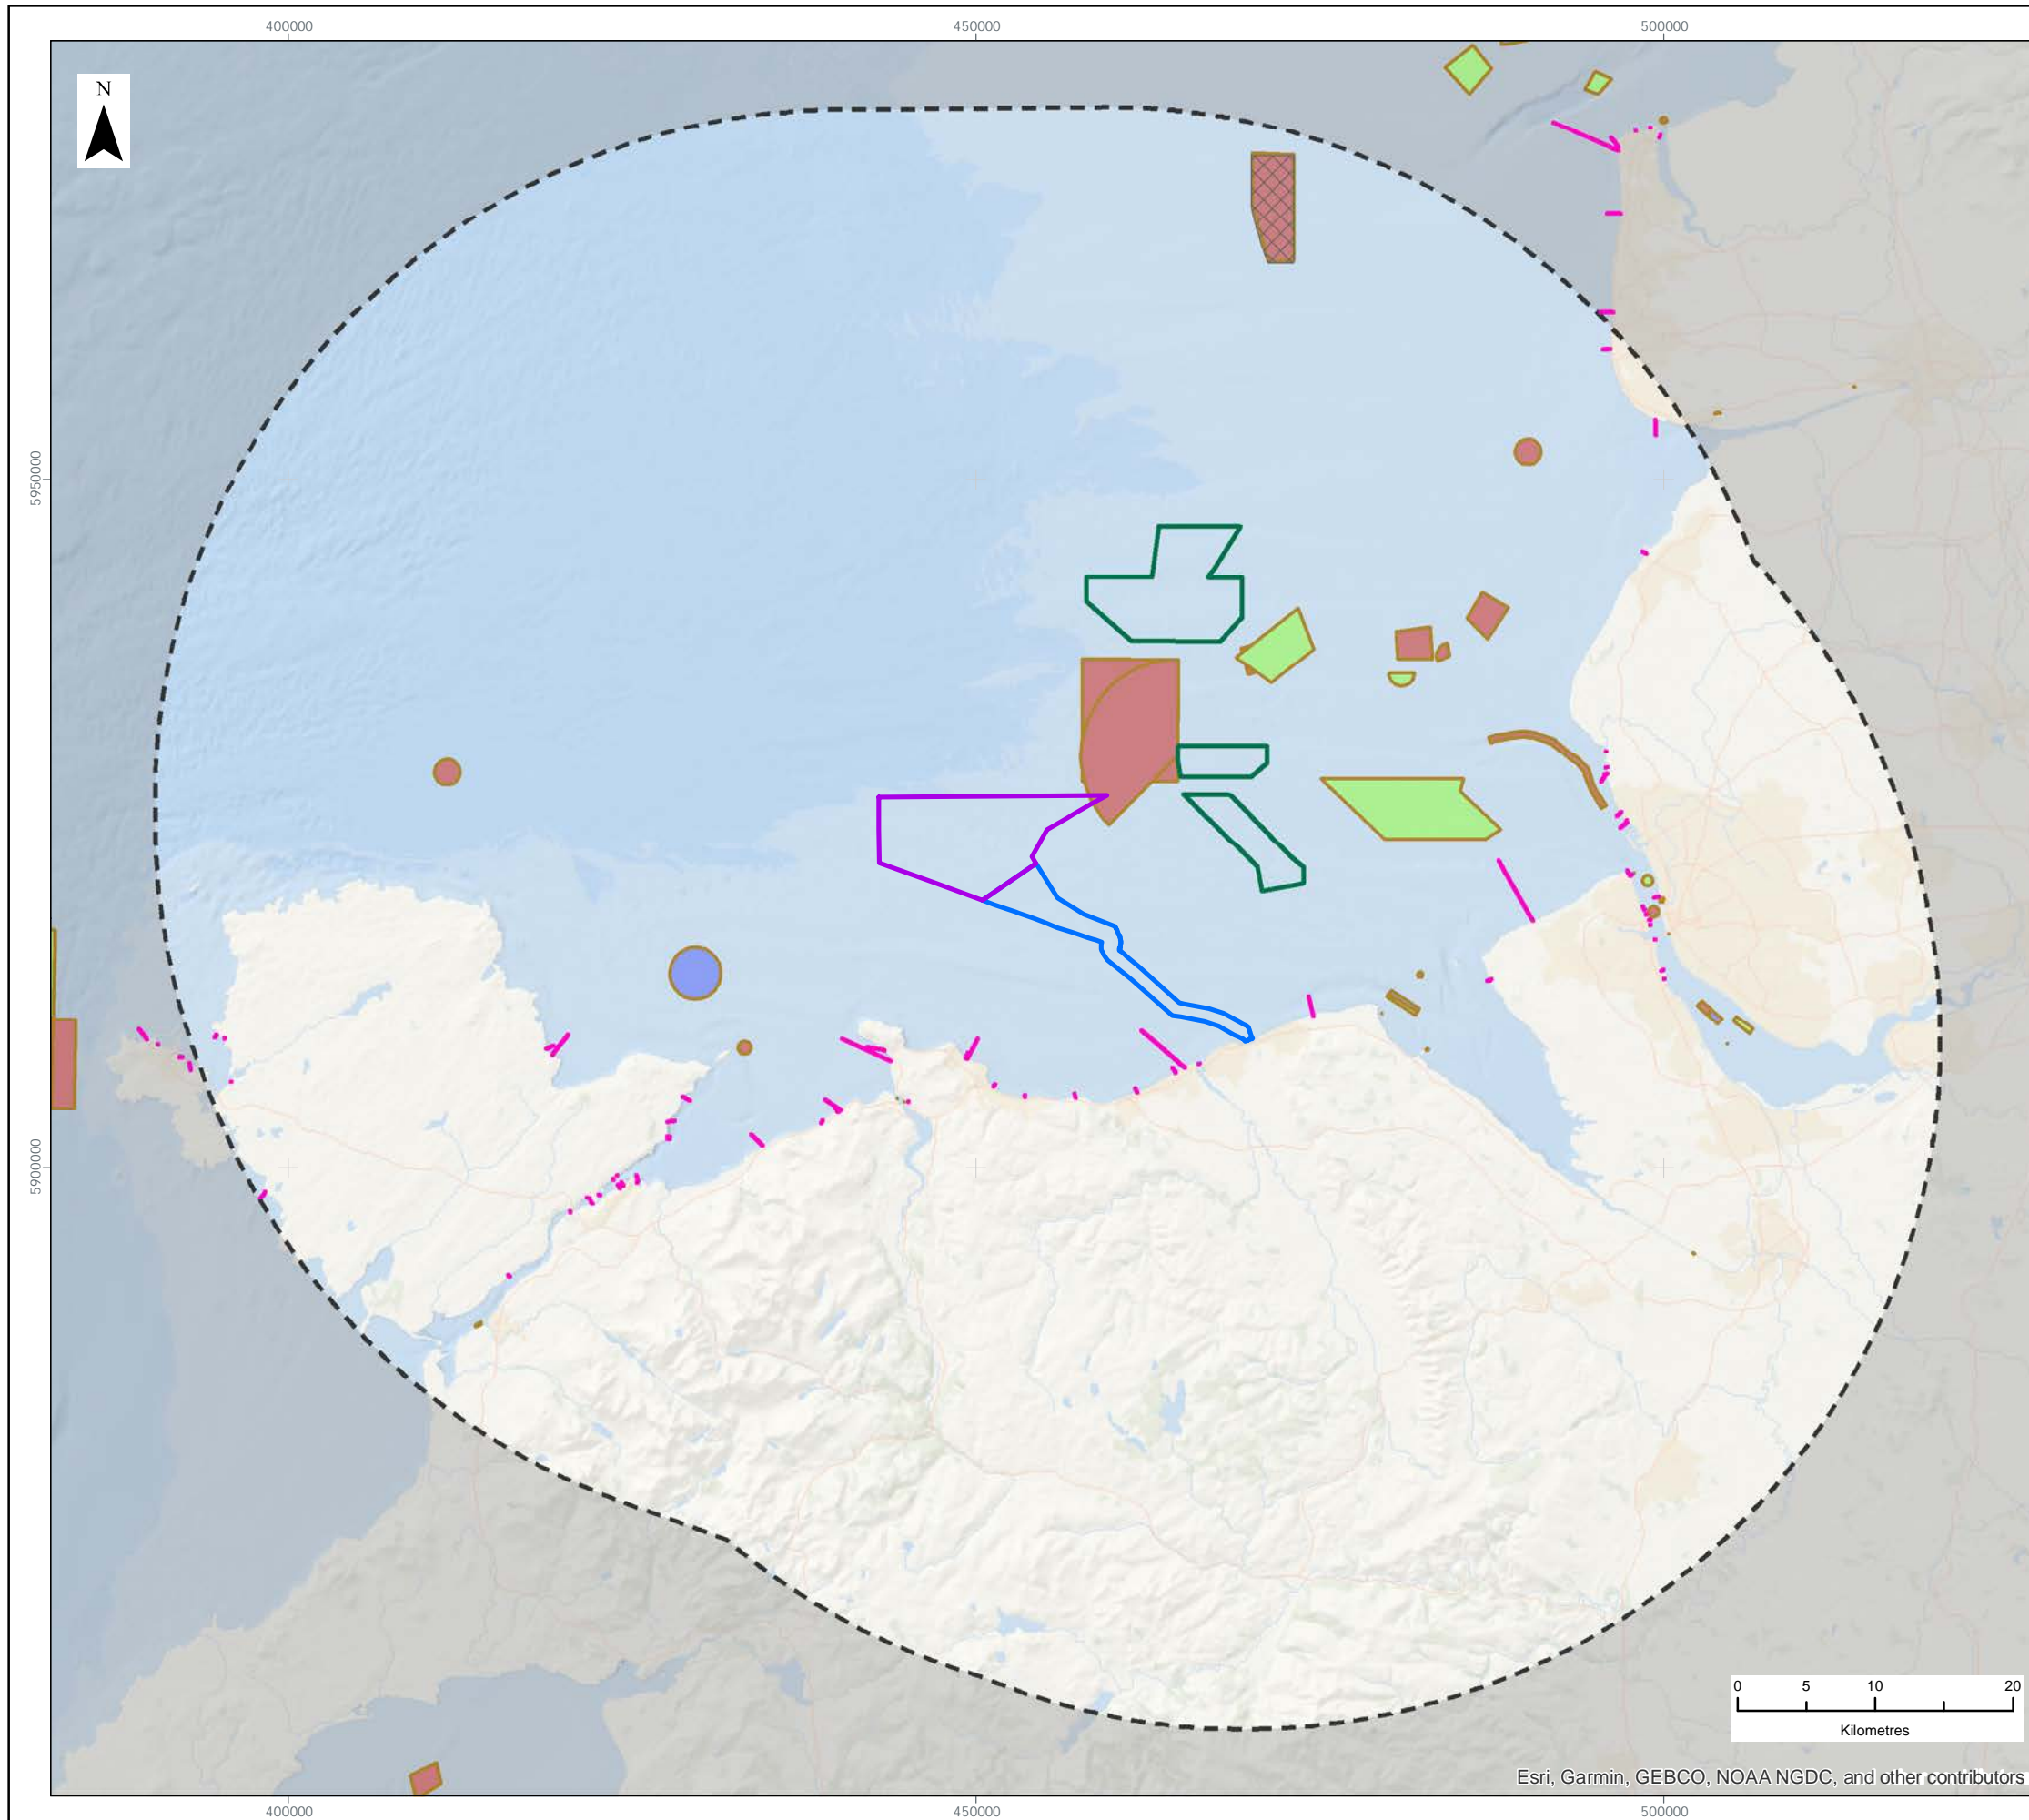 400000 450000 500000
N
5950000
5900000
0 5 10 20
Kilometres
Esri, Garmin, GEBCO, NOAA NGDC, and other contributors
400000 450000 500000